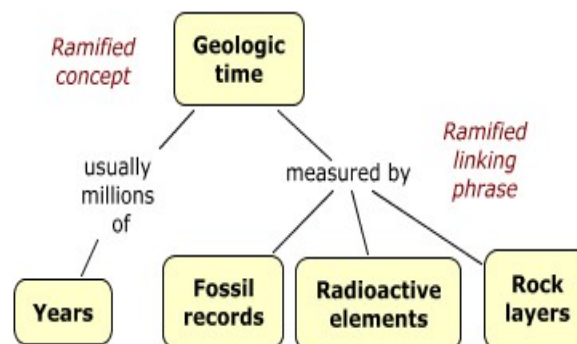 Ramified
concept
Geologic
time
usually
millions
of
measured by
Ramified
linking
phrase
Years
Fossil
records
Radioactive
elements
Rock
layers